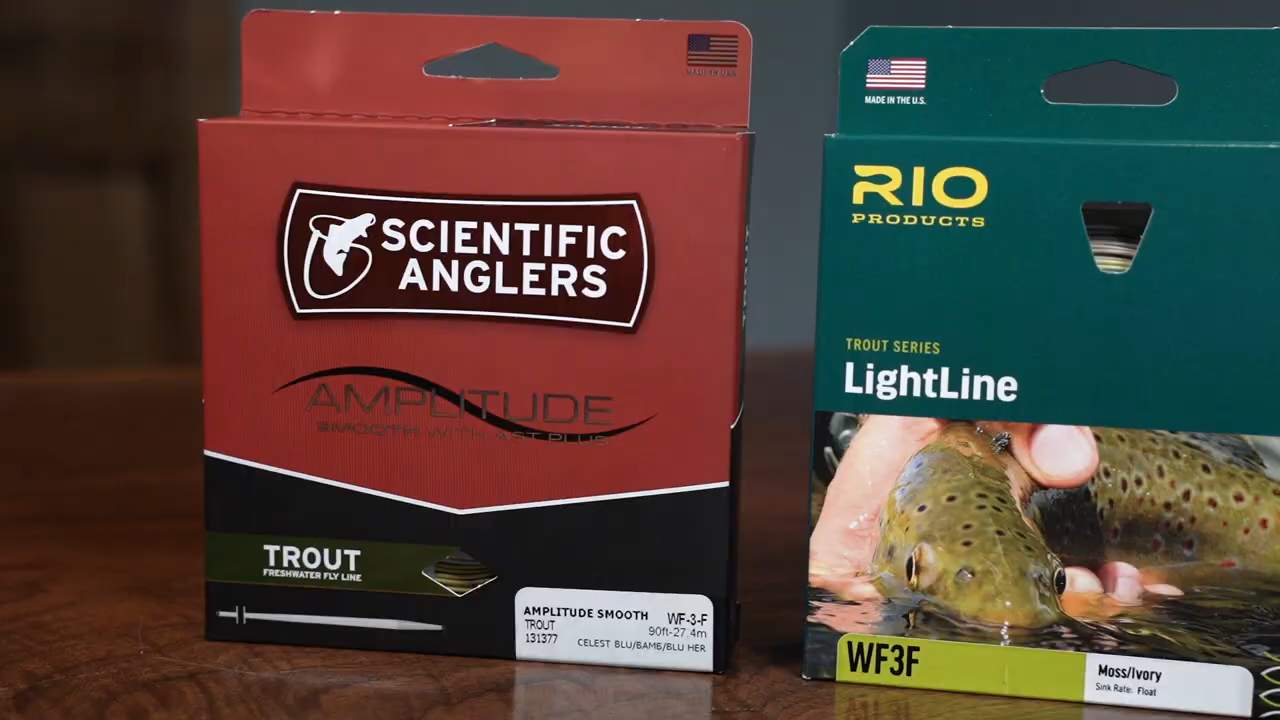 MADE IN USA
SCIENTIFIC
ANGLERS
AMPLITUDE
SMOOTH WITH AST PLUS
TROUT
FRESHWATER FLY LINE
AMPLITUDE SMOOTH WF-3-F
TROUT 90ft-27.4m
131377
CELEST BLU/BAMB/BLU HER
MADE IN THE U.S.
RIO
PRODUCTS
TROUT SERIES
LightLine
WF3F
Moss/Ivory
Sink Rate: Float